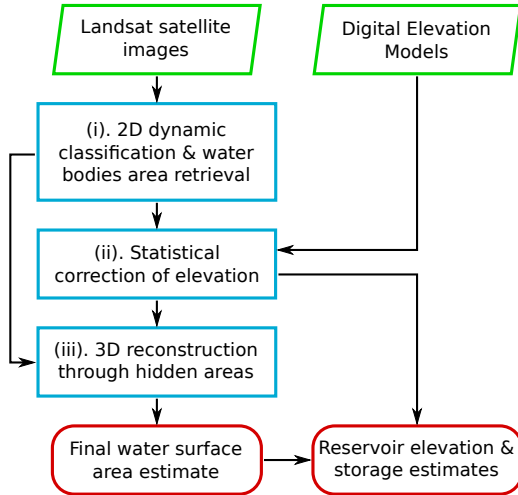 Landsat satellite
images
Digital Elevation
Models
(i). 2D dynamic
classification & water
bodies area retrieval
(ii). Statistical
correction of elevation
(iii). 3D reconstruction
through hidden areas
Final water surface
area estimate
Reservoir elevation &
storage estimates